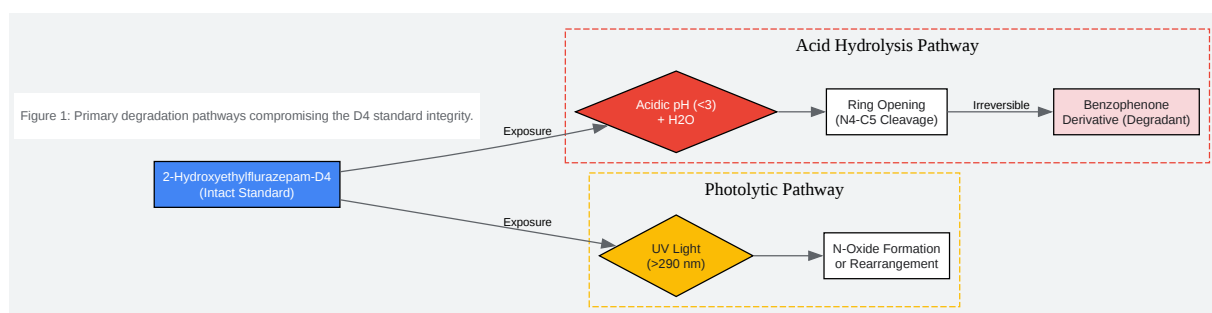 Figure 1: Primary degradation pathways compromising the D4 standard integrity.
2-Hydroxyethylflurazepam-D4
(Intact Standard)
Exposure
Exposure
Acid Hydrolysis Pathway
Acidic pH (<3)
+ H2O
Ring Opening
(N4-C5 Cleavage)
Irreversible
Benzophenone
Derivative (Degradant)
Photolytic Pathway
UV Light
(>290 nm)
N-Oxide Formation
or Rearrangement